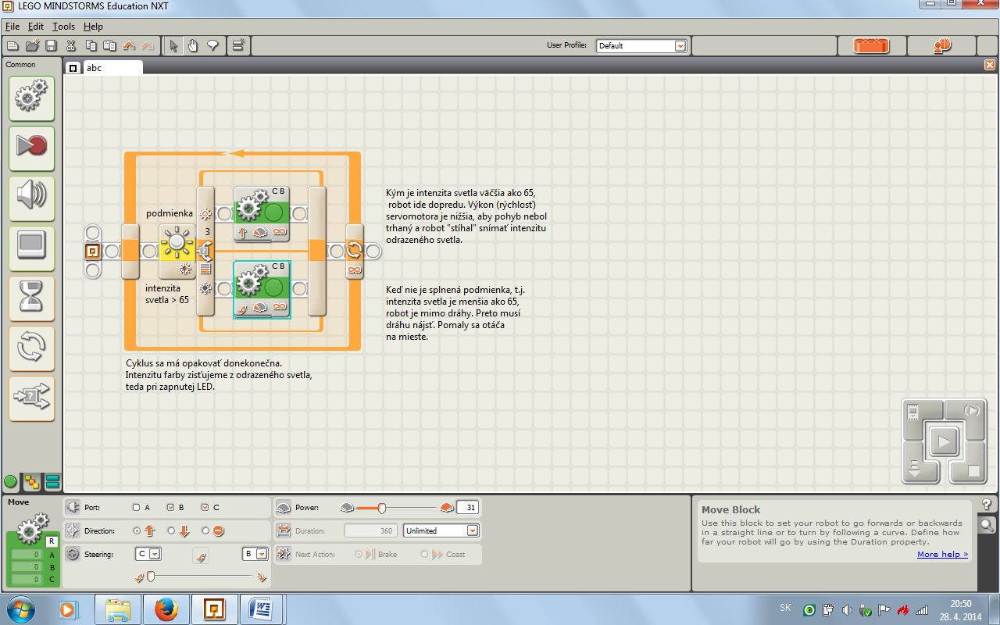 LEGO MINDSTORMS Education NXT
File Edit Tools Help
User Profile: Default
Common
abc
C B
podmienka
3
intenzita
svetla > 65
C B
Kým je intenzita svetla väčšia ako 65,
robot ide dopredu. Výkon (rýchlosť)
servomotora je nižšia, aby pohyb nebol
trhaný a robot "stíhal" snímať intenzitu
odrazeného svetla.
Keď nie je splnená podmienka, t.j.
intenzita svetla je menšia ako 65,
robot je mimo dráhy. Preto musí
dráhu nájsť. Pomaly sa otáča
na mieste.
Cyklus sa má opakovať donekonečna.
Intenzitu farby zisťujeme z odrazeného svetla,
teda pri zapnutej LED.
Move
R
0 A
0 B
0 C
Port: A B C
Direction:
Steering: C B
Power: 31
Duration: 360 Unlimited
Next Action: Brake Coast
Move Block
Use this block to set your robot to go forwards or backwards
in a straight line or to turn by following a curve. Define how
far your robot will go by using the Duration property.
More help »
?
SK
20:50
28. 4. 2014